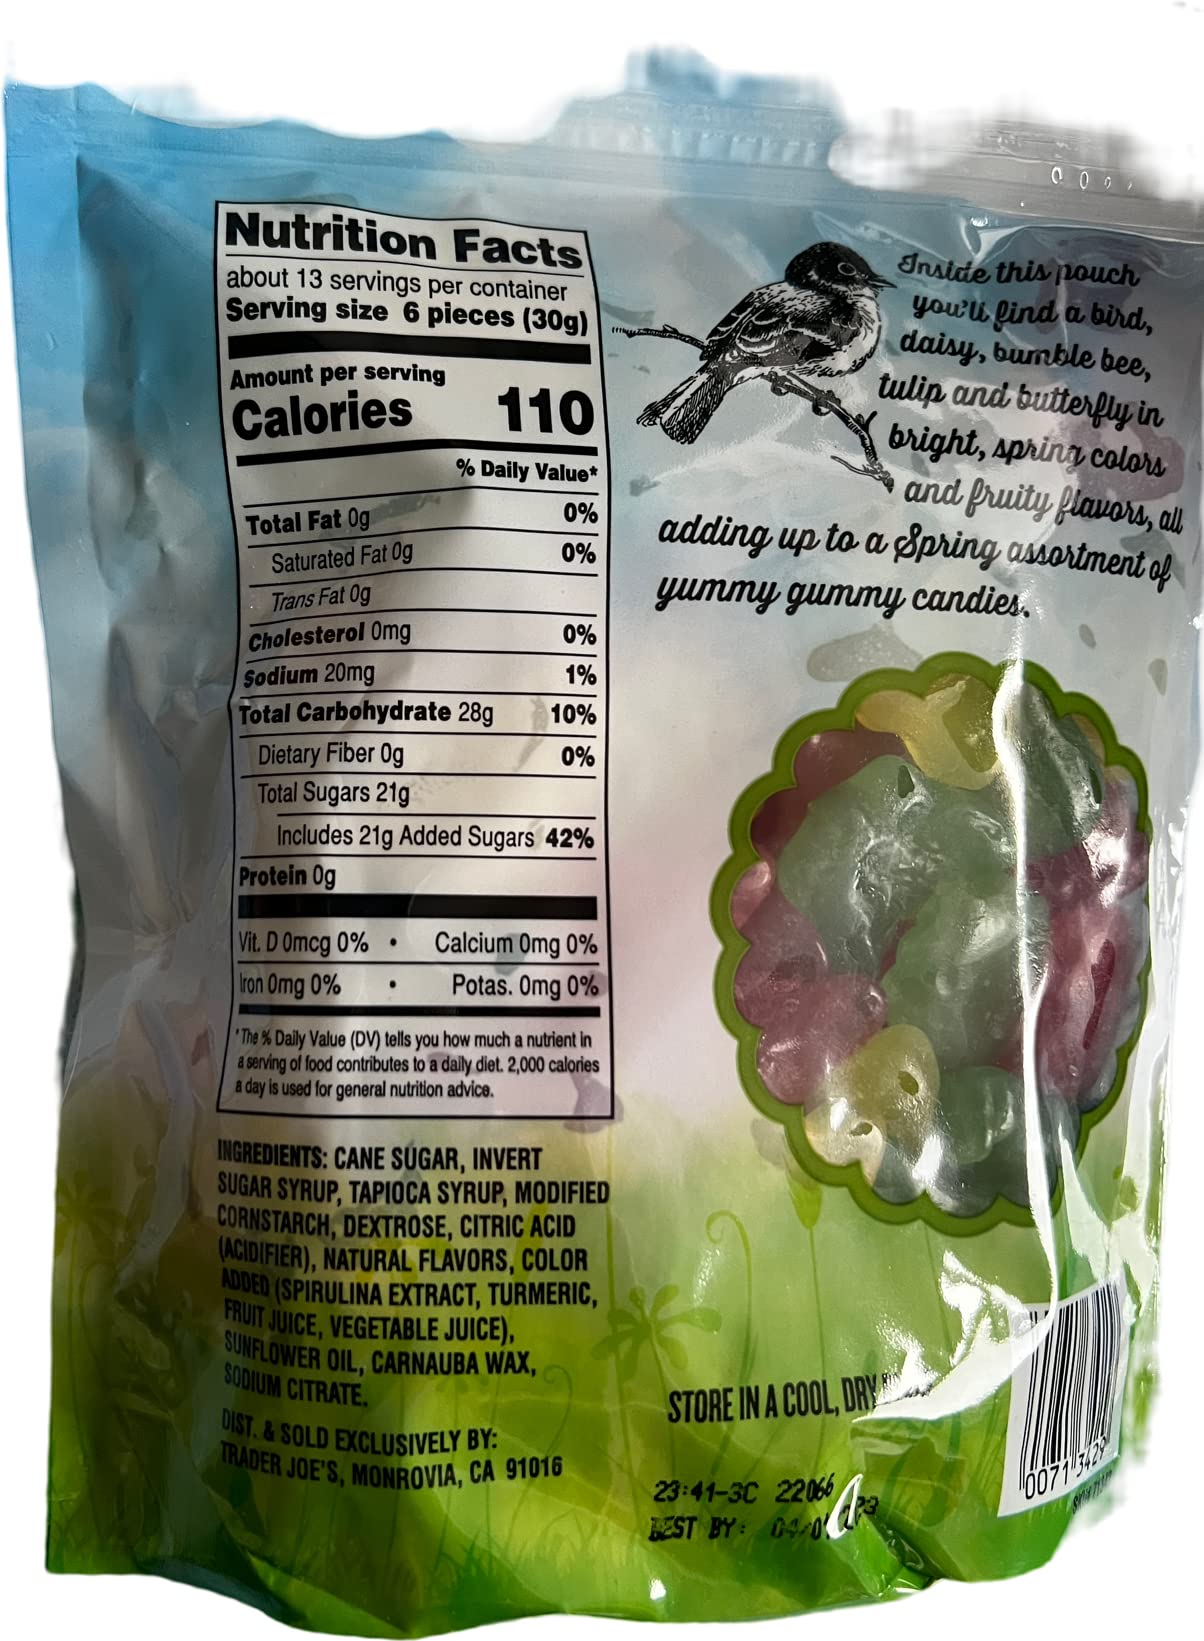 Nutrition Facts
about 13 servings per container
Serving size 6 pieces (30g)
Amount per serving
Calories 110
% Daily Value*
Total Fat 0g 0%
Saturated Fat 0g 0%
Trans Fat 0g
Cholesterol 0mg 0%
Sodium 20mg 1%
Total Carbohydrate 28g 10%
Dietary Fiber 0g 0%
Total Sugars 21g
Includes 21g Added Sugars 42%
Protein 0g
Vit. D 0mcg 0% • Calcium 0mg 0%
Iron 0mg 0% • Potas. 0mg 0%
*The % Daily Value (DV) tells you how much a nutrient in
a serving of food contributes to a daily diet. 2,000 calories
a day is used for general nutrition advice.
INGREDIENTS: CANE SUGAR, INVERT
SUGAR SYRUP, TAPIOCA SYRUP, MODIFIED
CORNSTARCH, DEXTROSE, CITRIC ACID
(ACIDIFIER), NATURAL FLAVORS, COLOR
ADDED (SPIRULINA EXTRACT, TURMERIC,
FRUIT JUICE, VEGETABLE JUICE),
SUNFLOWER OIL, CARNAUBA WAX,
SODIUM CITRATE.
DIST. & SOLD EXCLUSIVELY BY:
TRADER JOE'S, MONROVIA, CA 91016
Inside this pouch
you'll find a bird,
daisy, bumble bee,
tulip and butterfly in
bright, spring colors
and fruity flavors, all
adding up to a Spring assortment of
yummy gummy candies.
STORE IN A COOL, DRY
23:41-3C 22066
BEST BY:
0071 3429